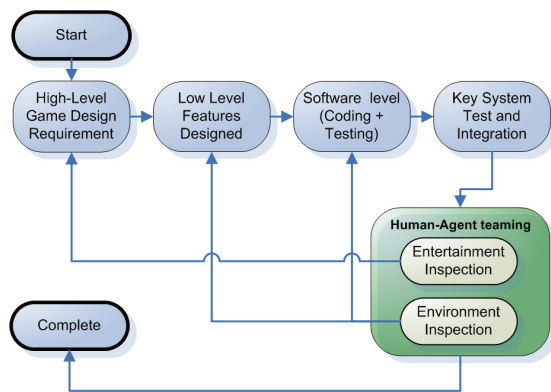 Start
High-Level
Game Design
Requirement
Low Level
Features
Designed
Software level
(Coding +
Testing)
Key System
Test and
Integration
Human-Agent teaming
Entertainment
Inspection
Environment
Inspection
Complete